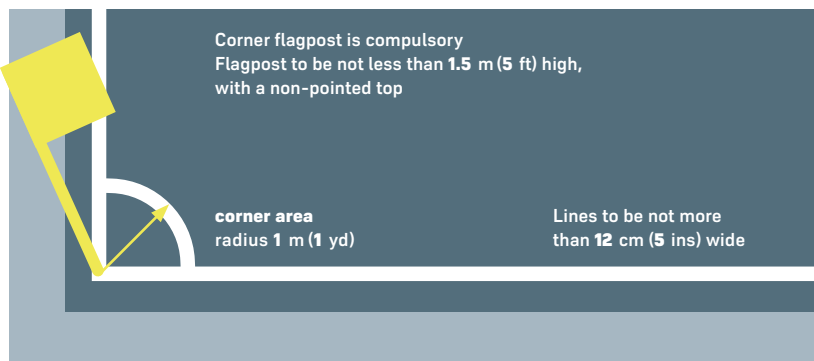 Corner flagpost is compulsory
Flagpost to be not less than 1.5 m (5 ft) high,
with a non-pointed top
corner area
radius 1 m (1 yd)
Lines to be not more
than 12 cm (5 ins) wide